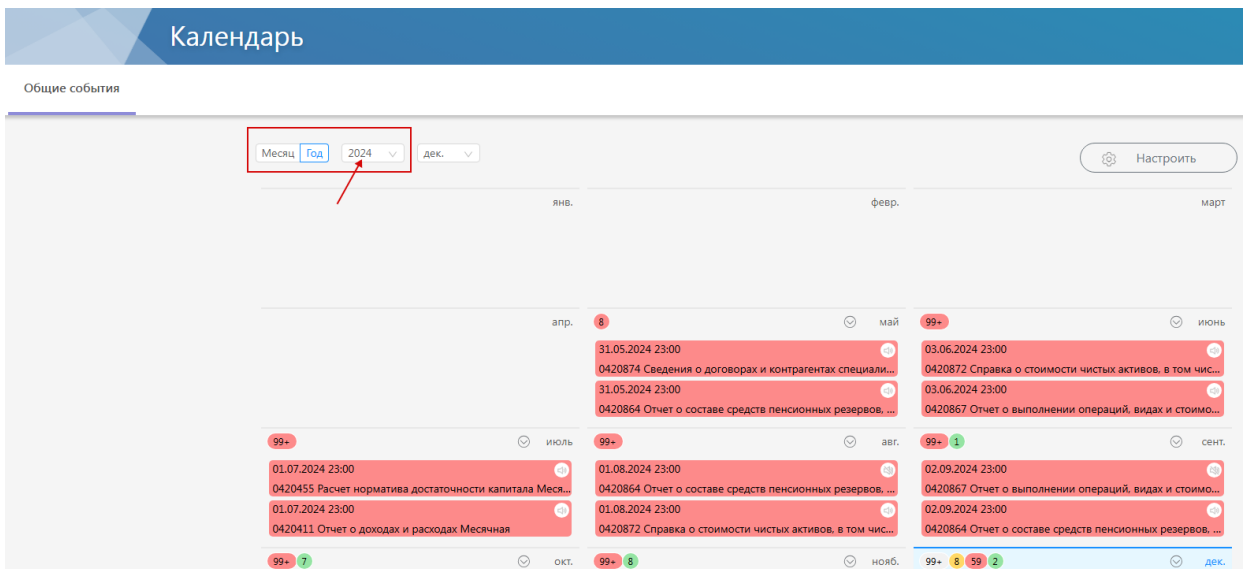 Календарь
Общие события
Месяц Год 2024 дек. Настроить
янв. февр. март
апр. 8 май 99+ июнь
31.05.2024 23:00 03.06.2024 23:00
0420874 Сведения о договорах и контрагентах специали... 0420872 Справка о стоимости чистых активов, в том чис...
31.05.2024 23:00 03.06.2024 23:00
0420864 Отчет о составе средств пенсионных резервов, ... 0420867 Отчет о выполнении операций, видах и стоимо...
99+ июль 99+ авг. 99+ 1 сент.
01.07.2024 23:00 01.08.2024 23:00 02.09.2024 23:00
0420455 Расчет норматива достаточности капитала Меся... 0420864 Отчет о составе средств пенсионных резервов, ... 0420867 Отчет о выполнении операций, видах и стоимо...
01.07.2024 23:00 01.08.2024 23:00 02.09.2024 23:00
0420411 Отчет о доходах и расходах Месячная 0420872 Справка о стоимости чистых активов, в том чис... 0420864 Отчет о составе средств пенсионных резервов, ...
99+ 7 окт. 99+ 8 нояб. 99+ 8 59 2 дек.